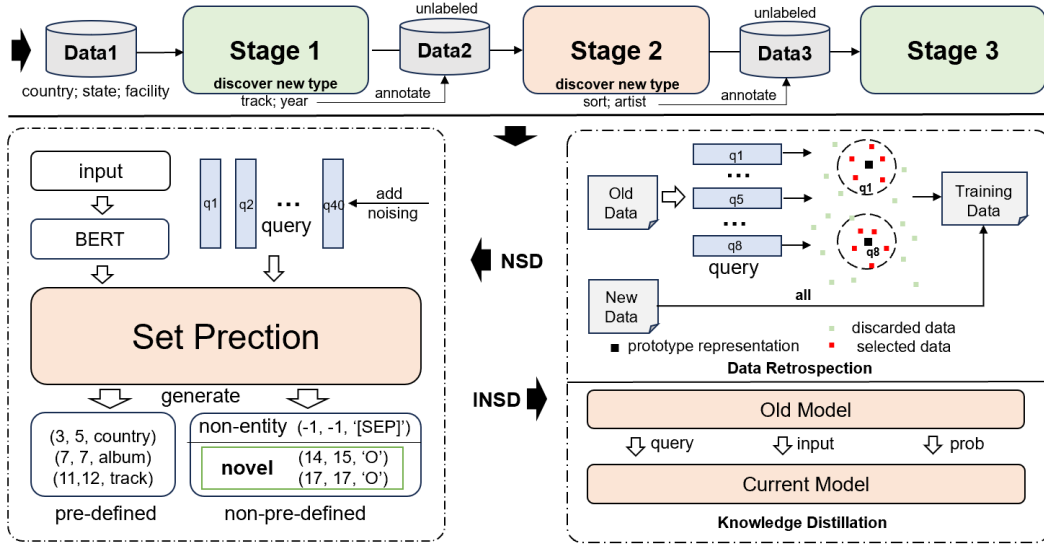 unlabeled
unlabeled
Data1
Stage 1
Data2
Stage 2
Data3
Stage 3
discover new type
discover new type
country; state; facility
track; year
annotate
sort; artist
annotate
input
BERT
q1
q2
...
q40
query
add
noising
Set Prection
generate
(3, 5, country)
(7, 7, album)
(11,12, track)
non-entity (-1, -1, ‘[SEP]’)
novel
(14, 15, ‘O’)
(17, 17, ‘O’)
pre-defined
non-pre-defined
NSD
INSD
Old
Data
q1
...
q5
...
q8
query
q1
q8
Training
Data
New
Data
all
discarded data
prototype representation
selected data
Data Retrospection
Old Model
query
input
prob
Current Model
Knowledge Distillation